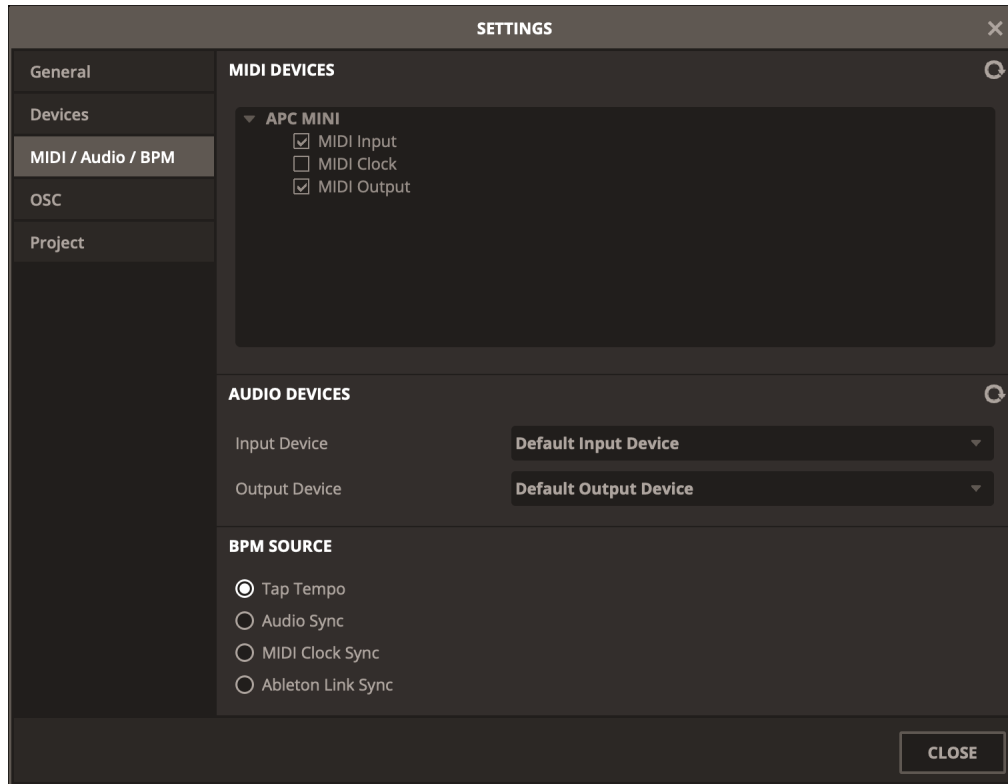 SETTINGS
General
Devices
MIDI / Audio / BPM
OSC
Project
MIDI DEVICES
APC MINI
MIDI Input
MIDI Clock
MIDI Output
AUDIO DEVICES
Input Device Default Input Device
Output Device Default Output Device
BPM SOURCE
Tap Tempo
Audio Sync
MIDI Clock Sync
Ableton Link Sync
CLOSE